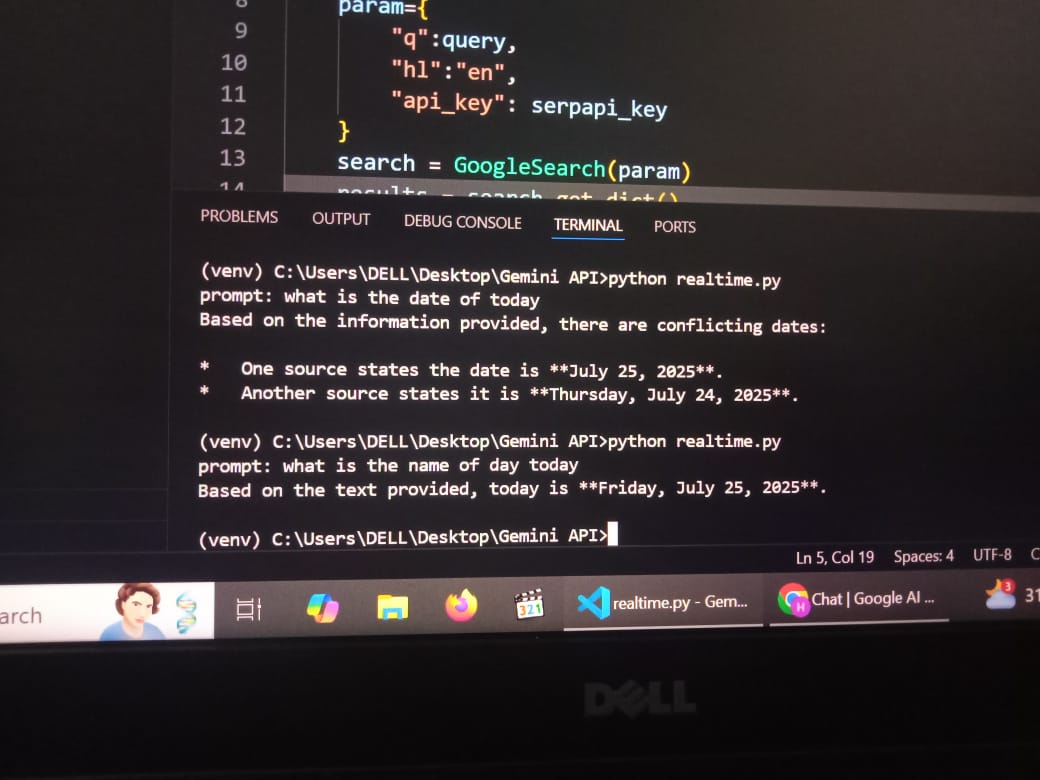 8
param={
9
"q":query,
10
"hl":"en",
11
"api_key": serpapi_key
12
}
13
search = GoogleSearch(param)
14
results = search.get_dict()
PROBLEMS OUTPUT DEBUG CONSOLE TERMINAL PORTS
(venv) C:\Users\DELL\Desktop\Gemini API>python realtime.py
prompt: what is the date of today
Based on the information provided, there are conflicting dates:
* One source states the date is **July 25, 2025**.
* Another source states it is **Thursday, July 24, 2025**.
(venv) C:\Users\DELL\Desktop\Gemini API>python realtime.py
prompt: what is the name of day today
Based on the text provided, today is **Friday, July 25, 2025**.
(venv) C:\Users\DELL\Desktop\Gemini API>
Ln 5, Col 19 Spaces: 4 UTF-8 C
arch 321 realtime.py - Gem... H Chat | Google AI ... 3 31
DELL